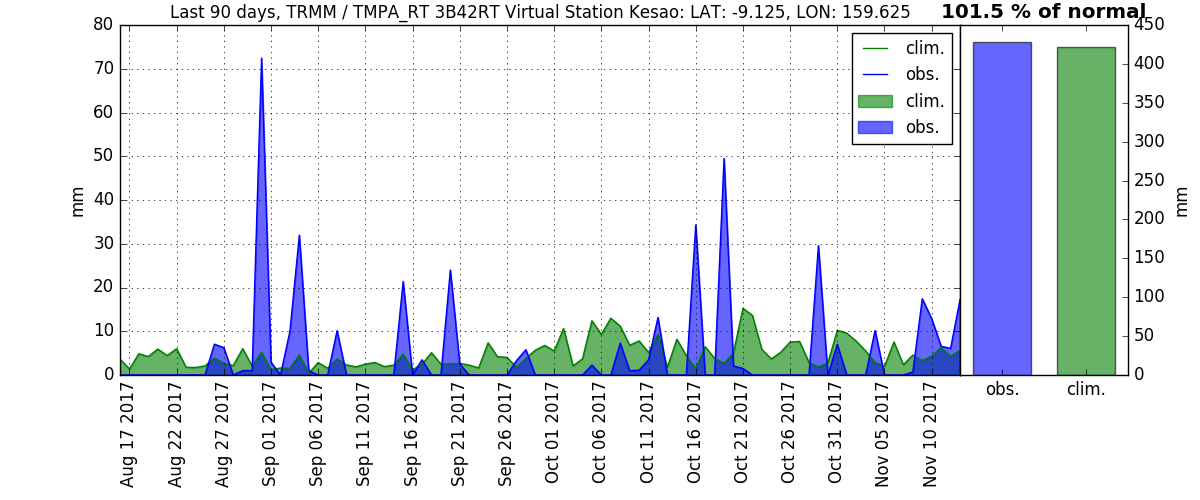 Last 90 days, TRMM / TMPA_RT 3B42RT Virtual Station Kesao: LAT: -9.125, LON: 159.625
101.5 % of normal
clim.
obs.
clim.
obs.
mm
80
70
60
50
40
30
20
10
0
Aug 17 2017
Aug 22 2017
Aug 27 2017
Sep 01 2017
Sep 06 2017
Sep 11 2017
Sep 16 2017
Sep 21 2017
Sep 26 2017
Oct 01 2017
Oct 06 2017
Oct 11 2017
Oct 16 2017
Oct 21 2017
Oct 26 2017
Oct 31 2017
Nov 05 2017
Nov 10 2017
450
400
350
300
250
200
150
100
50
0
mm
obs.
clim.